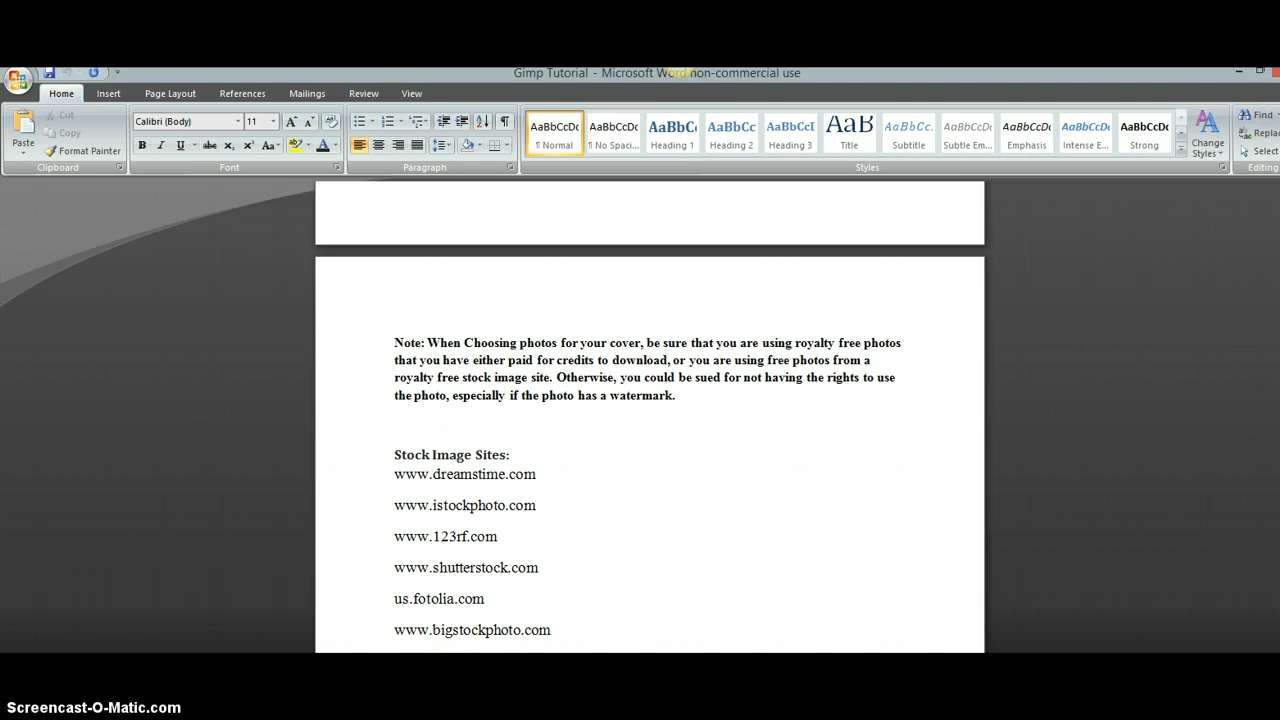 Gimp Tutorial - Microsoft Word non-commercial use
Home Insert Page Layout References Mailings Review View
Cut
Copy
Format Painter
Paste
Clipboard
Calibri (Body) 11
B I U abc x₂ x² Aa A
Font
Paragraph
AaBbCcDc AaBbCcDc AaBbC AaBbCc AaBbCcI AaB AaBbCc. AaBbCcDc AaBbCcDc AaBbCcDc AaBbCcDc
¶ Normal ¶ No Spaci... Heading 1 Heading 2 Heading 3 Title Subtitle Subtle Em... Emphasis Intense E... Strong
Change
Styles
Styles
Find
Repla
Select
Editing
Note: When Choosing photos for your cover, be sure that you are using royalty free photos
that you have either paid for credits to download, or you are using free photos from a
royalty free stock image site. Otherwise, you could be sued for not having the rights to use
the photo, especially if the photo has a watermark.
Stock Image Sites:
www.dreamstime.com
www.istockphoto.com
www.123rf.com
www.shutterstock.com
us.fotolia.com
www.bigstockphoto.com
Screencast-O-Matic.com